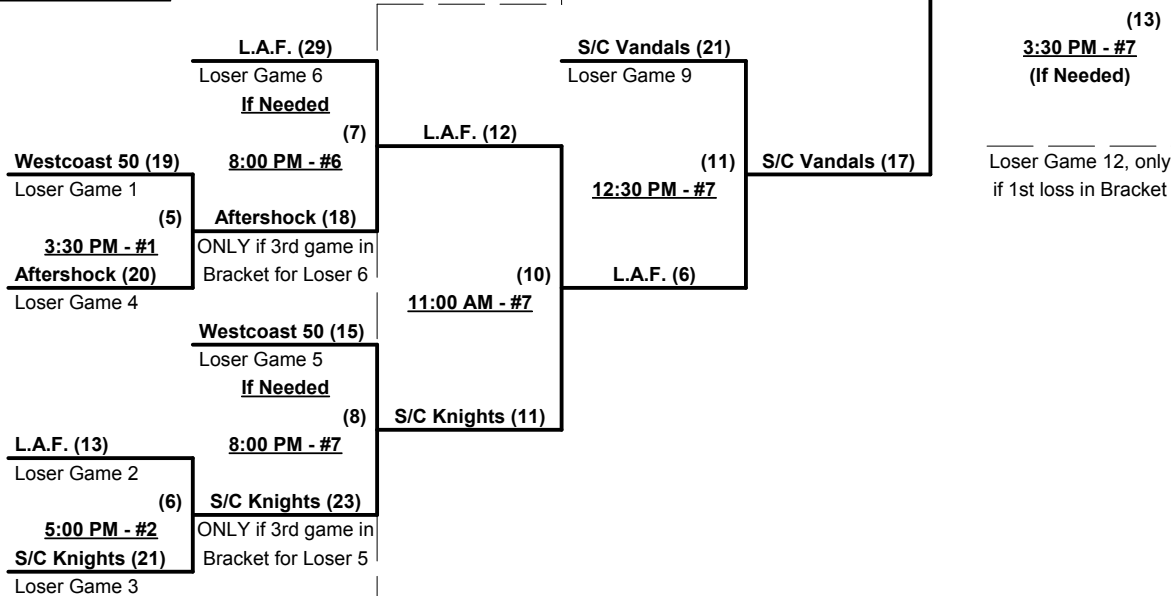 (13)
L.A.F. (29)
S/C Vandals (21)
3:30 PM - #7
Loser Game 6
Loser Game 9
(If Needed)
If Needed
(7)
L.A.F. (12)
Westcoast 50 (19)
8:00 PM - #6
(11)
S/C Vandals (17)
Loser Game 12, only
Loser Game 1
12:30 PM - #7
if 1st loss in Bracket
(5)
Aftershock (18)
3:30 PM - #1
ONLY if 3rd game in
Aftershock (20)
Bracket for Loser 6
(10)
L.A.F. (6)
Loser Game 4
11:00 AM - #7
Westcoast 50 (15)
Loser Game 5
If Needed
(8)
S/C Knights (11)
L.A.F. (13)
8:00 PM - #7
Loser Game 2
(6)
S/C Knights (23)
5:00 PM - #2
ONLY if 3rd game in
S/C Knights (21)
Bracket for Loser 5
Loser Game 3